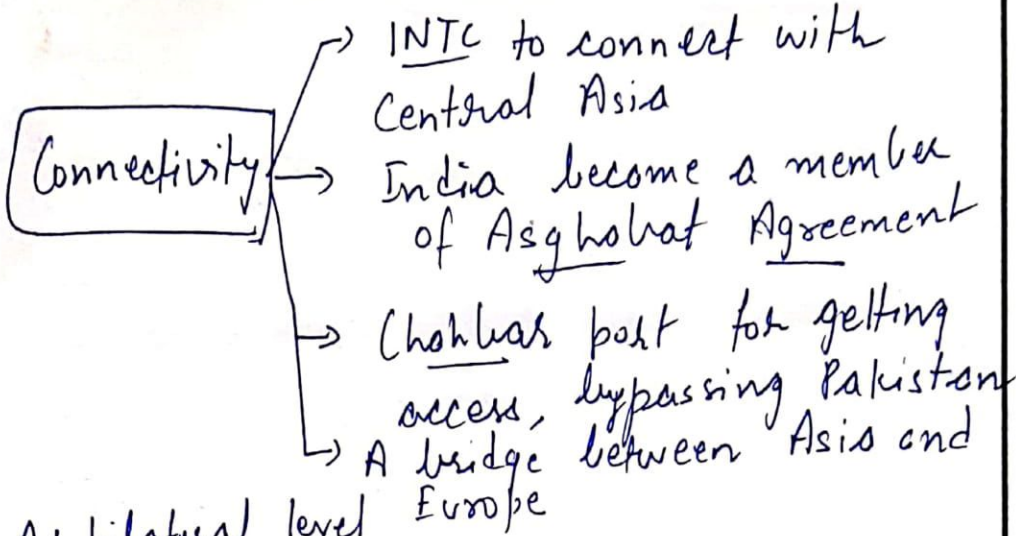 INTC to connect with
Central Asia
Connectivity
India become a member
of Asghobat Agreement
Chahbar port for getting
access, bypassing Pakistan
A bridge between Asia and
Europe
At bilateral level